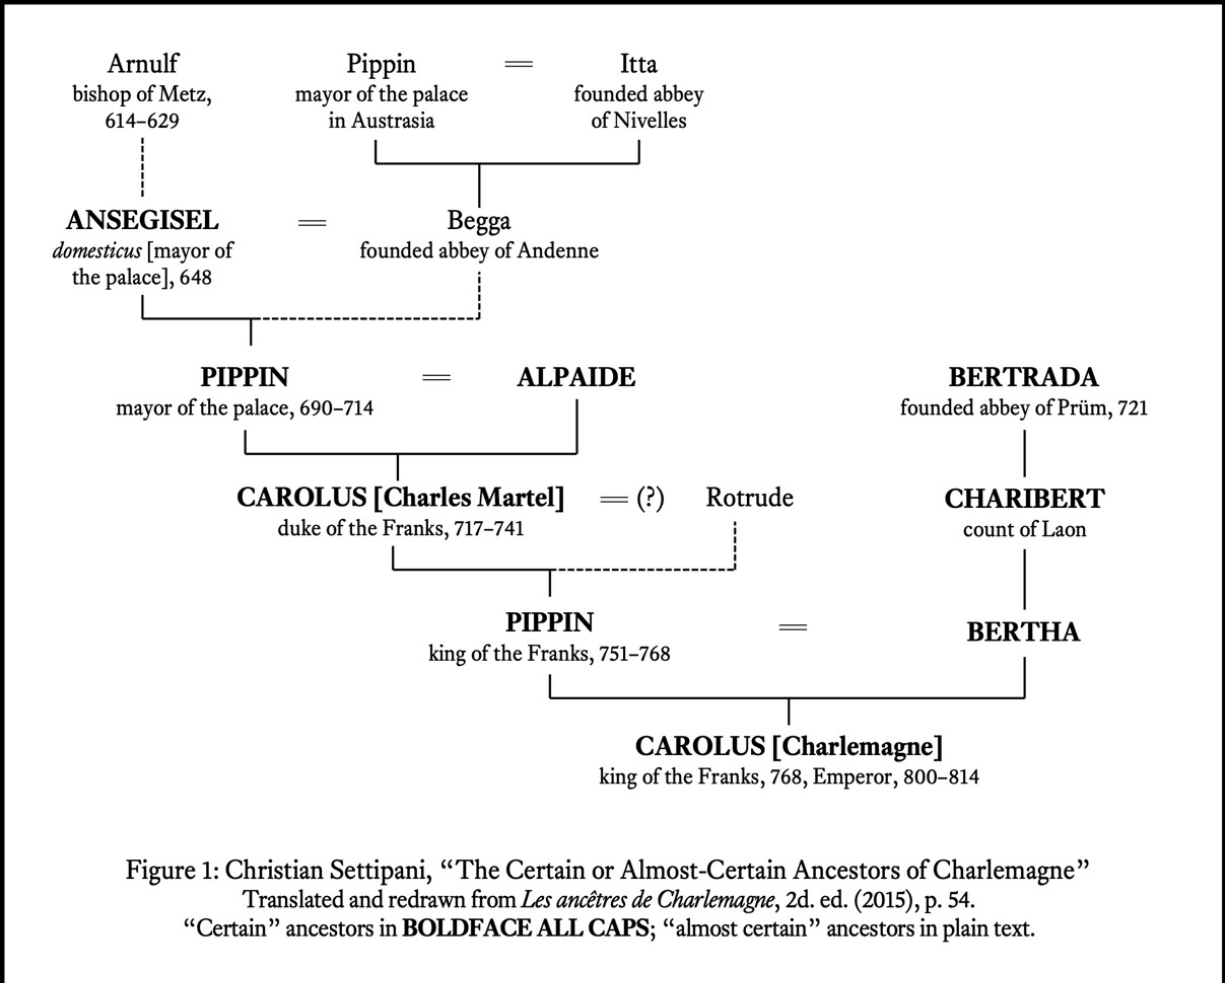 Arnulf
bishop of Metz,
614–629
Pippin
mayor of the palace
in Austrasia
=
Itta
founded abbey
of Nivelles
ANSEGISEL
domesticus [mayor of
the palace], 648
=
Begga
founded abbey of Andenne
PIPPIN
mayor of the palace, 690–714
=
ALPAIDE
BERTRADA
founded abbey of Prüm, 721
CAROLUS [Charles Martel]
duke of the Franks, 717–741
= (?)
Rotrude
CHARIBERT
count of Laon
PIPPIN
king of the Franks, 751–768
=
BERTHA
CAROLUS [Charlemagne]
king of the Franks, 768, Emperor, 800–814
Figure 1: Christian Settipani, “The Certain or Almost-Certain Ancestors of Charlemagne”
Translated and redrawn from Les ancêtres de Charlemagne, 2d. ed. (2015), p. 54.
“Certain” ancestors in BOLDFACE ALL CAPS; “almost certain” ancestors in plain text.